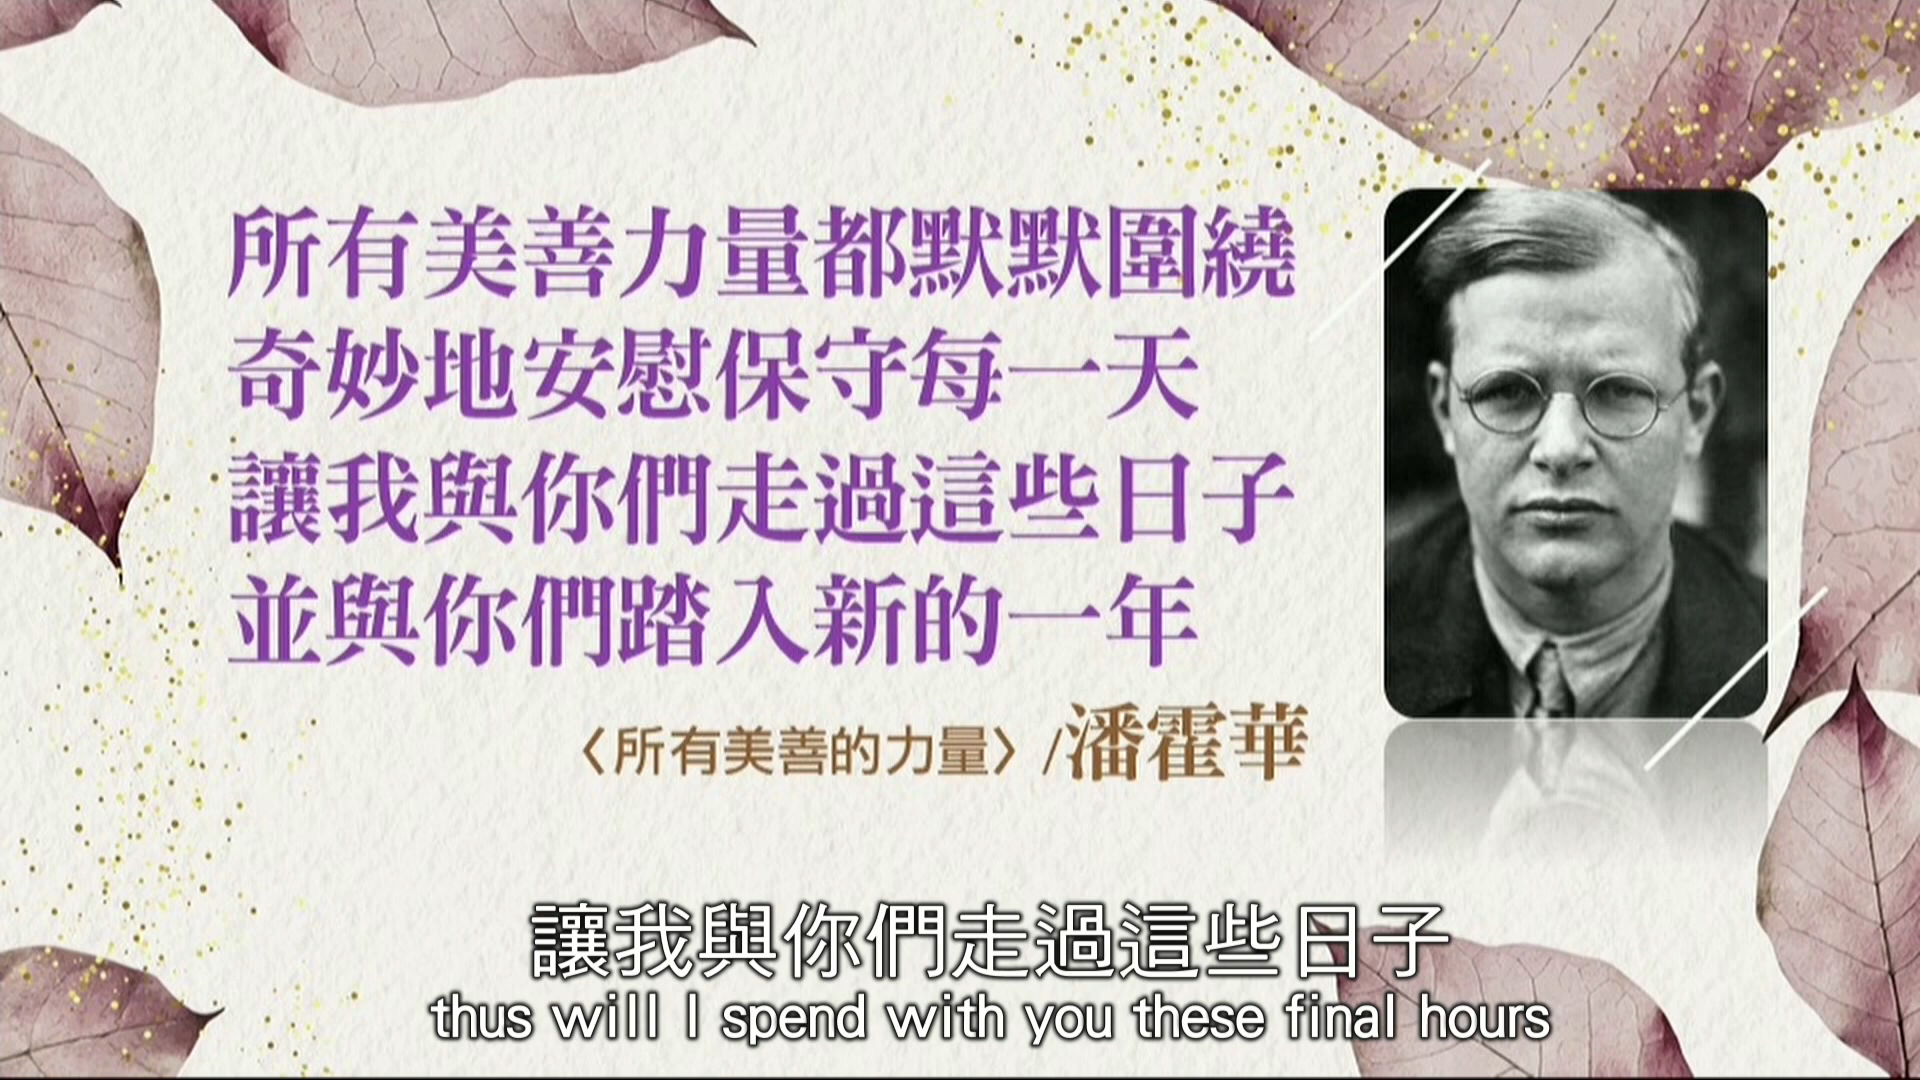 所有美善力量都默默圍繞
奇妙地安慰保守每一天
讓我與你們走過這些日子
並與你們踏入新的一年
〈所有美善的力量〉/潘霍華
讓我與你們走過這些日子
thus will I spend with you these final hours